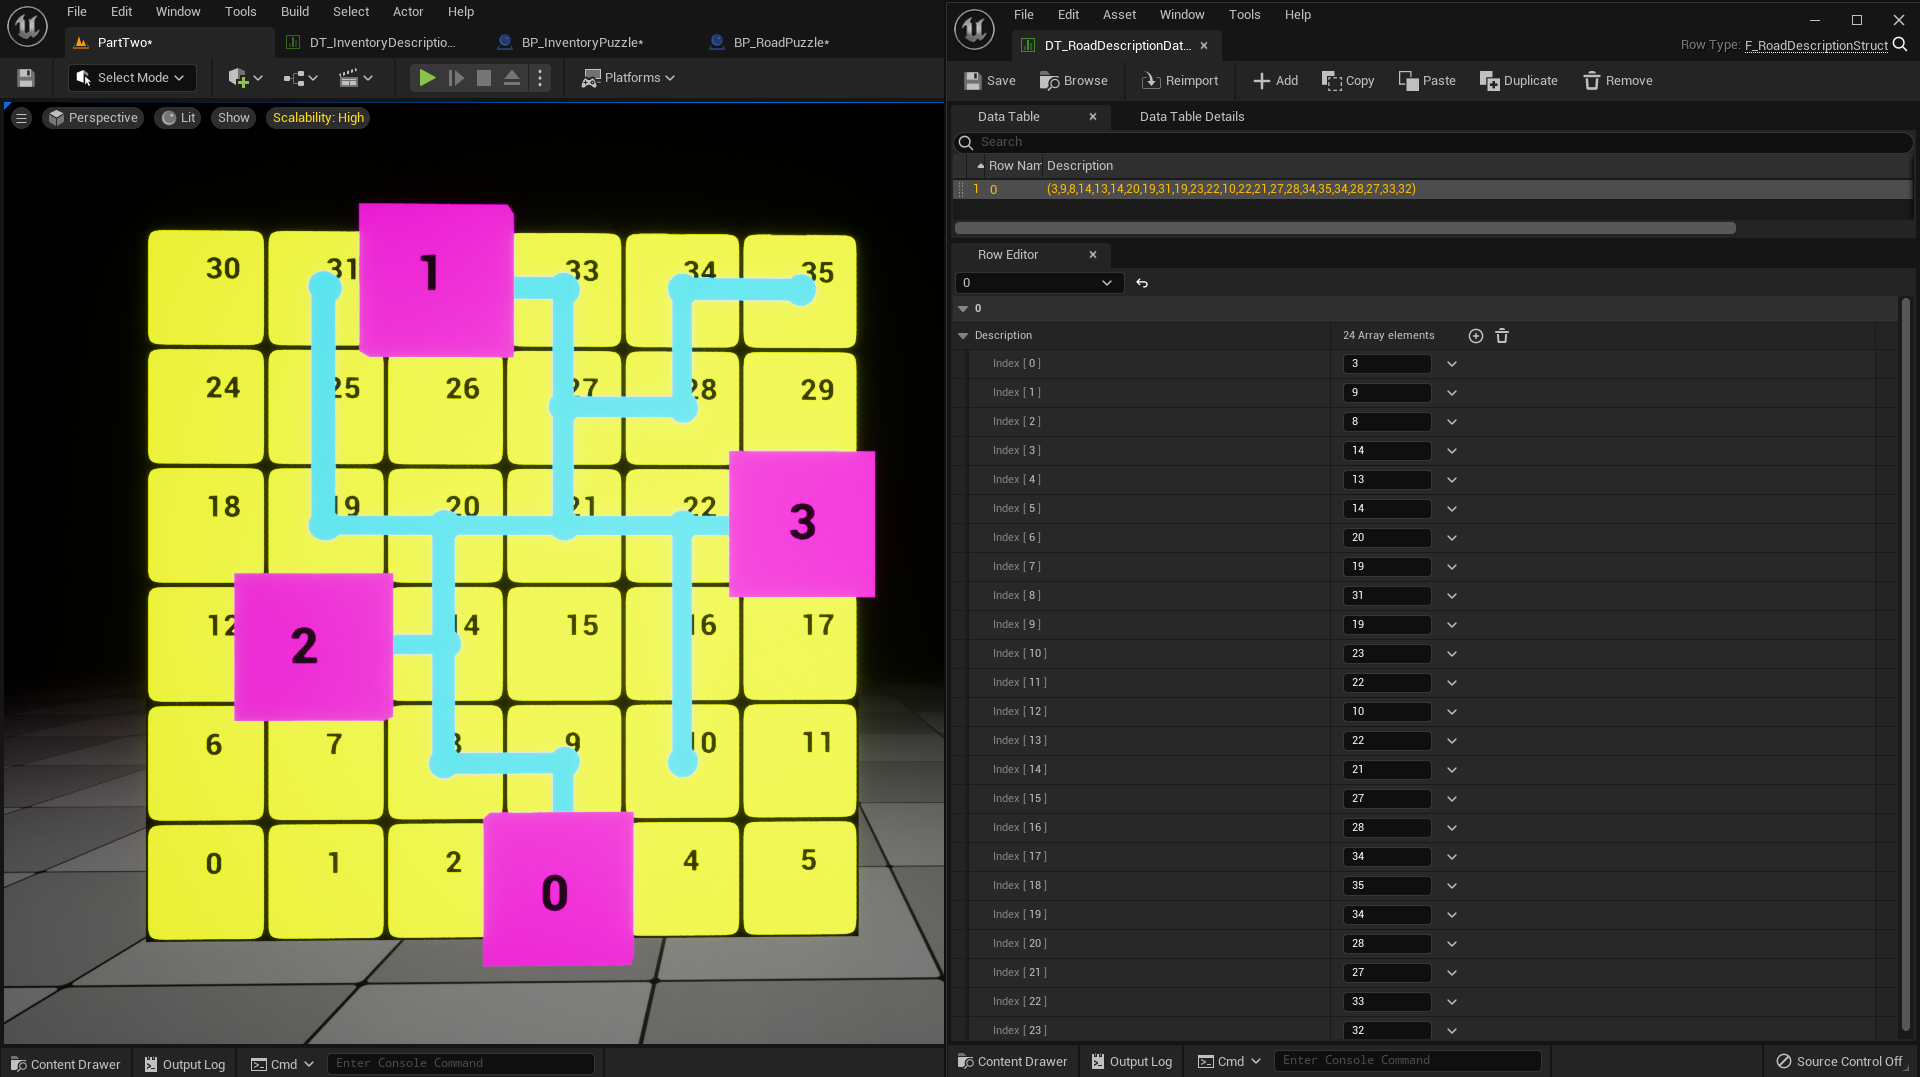 File Edit Window Tools Build Select Actor Help
PartTwo* DT_InventoryDescriptio... BP_InventoryPuzzle* BP_RoadPuzzle*
Select Mode Platforms
Perspective Lit Show Scalability: High
30 31 1 33 34 35
24 25 26 27 28 29
18 19 20 21 22 3
12 2 14 15 16 17
6 7 8 9 10 11
0 1 2 0 4 5
Content Drawer Output Log Cmd Enter Console Command
File Edit Asset Window Tools Help
DT_RoadDescriptionDat... Row Type: F_RoadDescriptionStruct
Save Browse Reimport Add Copy Paste Duplicate Remove
Data Table Data Table Details
Search
Row Nam Description
1 0 (3,9,8,14,13,14,20,19,31,19,23,22,10,22,21,27,28,34,35,34,28,27,33,32)
Row Editor
0
0
Description 24 Array elements
Index [ 0 ] 3
Index [ 1 ] 9
Index [ 2 ] 8
Index [ 3 ] 14
Index [ 4 ] 13
Index [ 5 ] 14
Index [ 6 ] 20
Index [ 7 ] 19
Index [ 8 ] 31
Index [ 9 ] 19
Index [ 10 ] 23
Index [ 11 ] 22
Index [ 12 ] 10
Index [ 13 ] 22
Index [ 14 ] 21
Index [ 15 ] 27
Index [ 16 ] 28
Index [ 17 ] 34
Index [ 18 ] 35
Index [ 19 ] 34
Index [ 20 ] 28
Index [ 21 ] 27
Index [ 22 ] 33
Index [ 23 ] 32
Content Drawer Output Log Cmd Enter Console Command Source Control Off